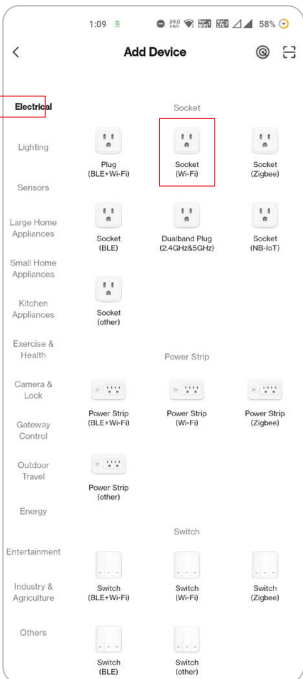 1:09
58%
Add Device
Electrical
Lighting
Sensors
Large Home
Appliances
Small Home
Appliances
Kitchen
Appliances
Exercise &
Health
Camera &
Lock
Gateway
Control
Outdoor
Travel
Energy
Entertainment
Industry &
Agriculture
Others
Socket
Plug
(BLE+Wi-Fi)
Socket
(Wi-Fi)
Socket
(Zigbee)
Socket
(BLE)
Dualband Plug
(2.4GHz&5GHz)
Socket
(NB-IoT)
Socket
(other)
Power Strip
Power Strip
(BLE+Wi-Fi)
Power Strip
(Wi-Fi)
Power Strip
(Zigbee)
Power Strip
(other)
Switch
Switch
(BLE+Wi-Fi)
Switch
(Wi-Fi)
Switch
(Zigbee)
Switch
(BLE)
Switch
(other)